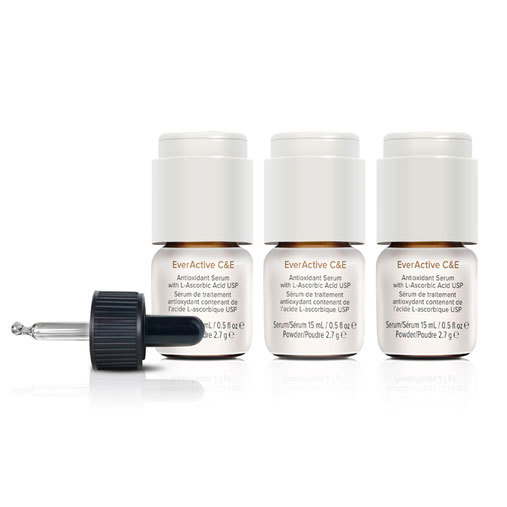 EverActive C&E
Antioxidant Serum
with L-Ascorbic Acid USP
Sérum de traitement
antioxydant contenant de
l'acide L-ascorbique USP
15 mL / 0.5 fl oz ℮
2.7 g ℮
EverActive C&E
Antioxidant Serum
with L-Ascorbic Acid USP
Sérum de traitement
antioxydant contenant de
l'acide L-ascorbique USP
Serum/Sérum 15 mL / 0.5 fl oz ℮
Powder/Poudre 2.7 g ℮
EverActive C&E
Antioxidant Serum
with L-Ascorbic Acid USP
Sérum de traitement
antioxydant contenant de
l'acide L-ascorbique USP
Serum/Sérum 15 mL / 0.5 fl oz ℮
Powder/Poudre 2.7 g ℮